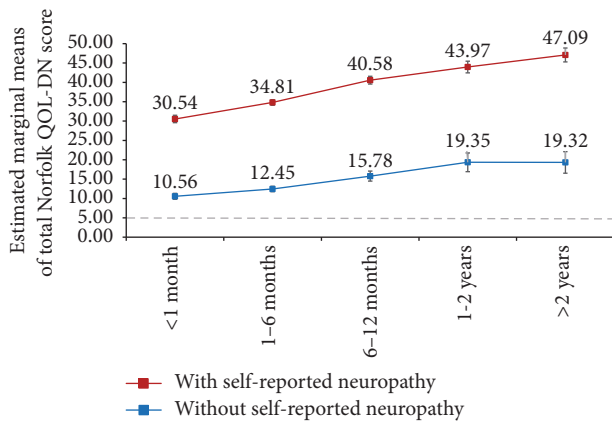 Estimated marginal means
of total Norfolk QOL-DN score
50.00
45.00
40.00
35.00
30.00
25.00
20.00
15.00
10.00
5.00
0.00
30.54
34.81
40.58
43.97
47.09
10.56
12.45
15.78
19.35
19.32
<1 month
1–6 months
6–12 months
1-2 years
>2 years
With self-reported neuropathy
Without self-reported neuropathy